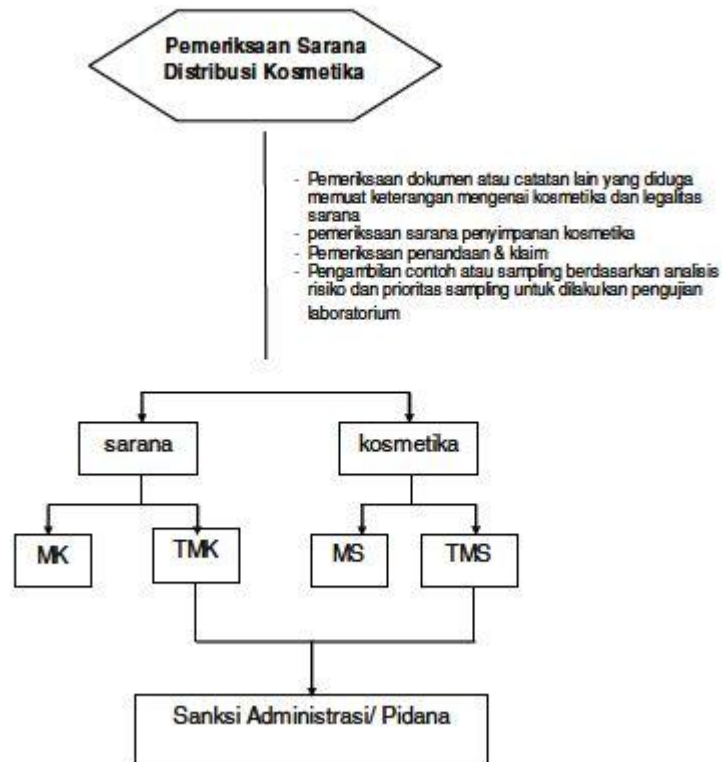 Pemeriksaan Sarana
Distribusi Kosmetika
- Pemeriksaan dokumen atau catatan lain yang diduga
memuat keterangan mengenai kosmetika dan legalitas
sarana
- pemeriksaan sarana penyimpanan kosmetika
- Pemeriksaan penandaan & klaim
- Pengambilan contoh atau sampling berdasarkan analisis
risiko dan prioritas sampling untuk dilakukan pengujian
laboratorium
sarana
kosmetika
MK
TMK
MS
TMS
Sanksi Administrasi/ Pidana